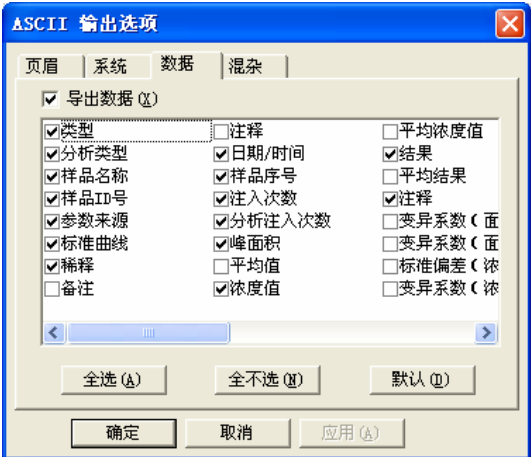 ASCII 输出选项
页眉 系统 数据 混杂
导出数据(X)
类型 注释 平均浓度值
分析类型 日期/时间 结果
样品名称 样品序号 平均结果
样品ID号 注入次数 注释
参数来源 分析注入次数 变异系数( 面
标准曲线 峰面积 变异系数( 面
稀释 平均值 标准偏差( 浓
备注 浓度值 变异系数( 浓
全选(A) 全不选(N) 默认(D)
确定 取消 应用(A)